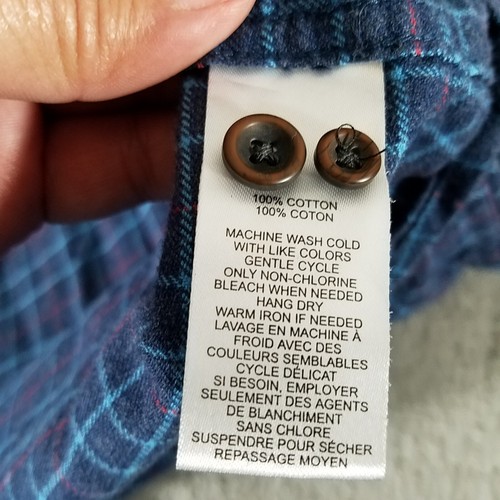 100% COTTON
100% COTON
MACHINE WASH COLD
WITH LIKE COLORS
GENTLE CYCLE
ONLY NON-CHLORINE
BLEACH WHEN NEEDED
HANG DRY
WARM IRON IF NEEDED
LAVAGE EN MACHINE À
FROID AVEC DES
COULEURS SEMBLABLES
CYCLE DÉLICAT
SI BESOIN, EMPLOYER
SEULEMENT DES AGENTS
DE BLANCHIMENT
SANS CHLORE
SUSPENDRE POUR SÉCHER
REPASSAGE MOYEN